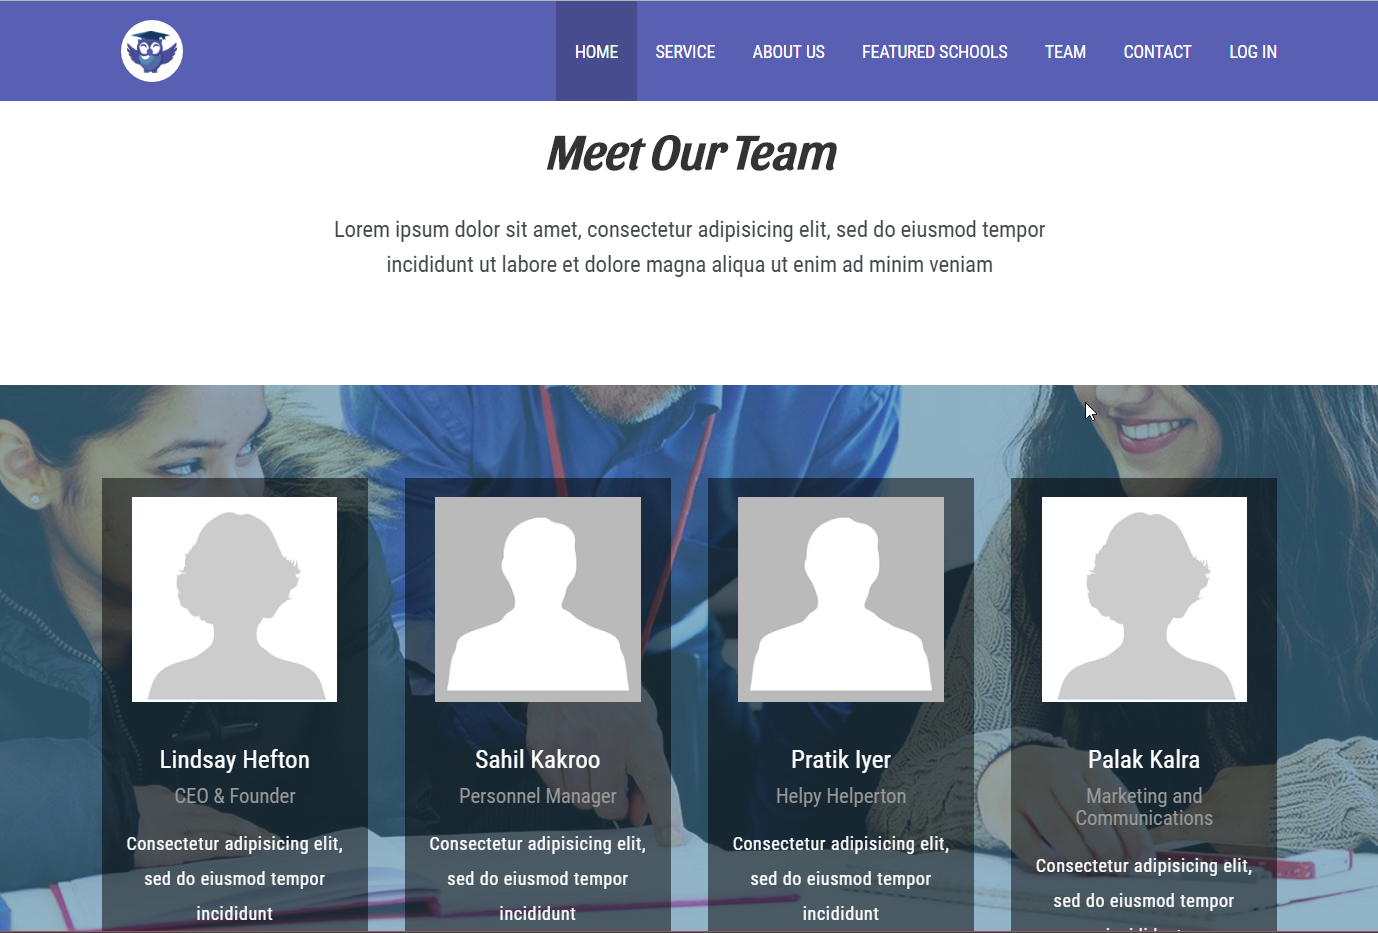 HOME SERVICE ABOUT US FEATURED SCHOOLS TEAM CONTACT LOG IN
Meet Our Team
Lorem ipsum dolor sit amet, consectetur adipisicing elit, sed do eiusmod tempor
incididunt ut labore et dolore magna aliqua ut enim ad minim veniam
Lindsay Hefton
CEO & Founder
Consectetur adipisicing elit,
sed do eiusmod tempor
incididunt
Sahil Kakroo
Personnel Manager
Consectetur adipisicing elit,
sed do eiusmod tempor
incididunt
Pratik Iyer
Helpy Helperton
Consectetur adipisicing elit,
sed do eiusmod tempor
incididunt
Palak Kalra
Marketing and
Communications
Consectetur adipisicing elit,
sed do eiusmod tempor